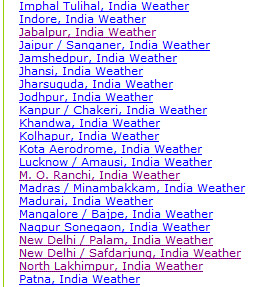 Imphal Tulihal, India Weather
Indore, India Weather
Jabalpur, India Weather
Jaipur / Sanganer, India Weather
Jamshedpur, India Weather
Jhansi, India Weather
Jharsuguda, India Weather
Jodhpur, India Weather
Kanpur / Chakeri, India Weather
Khandwa, India Weather
Kolhapur, India Weather
Kota Aerodrome, India Weather
Lucknow / Amausi, India Weather
M. O. Ranchi, India Weather
Madras / Minambakkam, India Weather
Madurai, India Weather
Mangalore / Bajpe, India Weather
Nagpur Sonegaon, India Weather
New Delhi / Palam, India Weather
New Delhi / Safdarjung, India Weather
North Lakhimpur, India Weather
Patna, India Weather